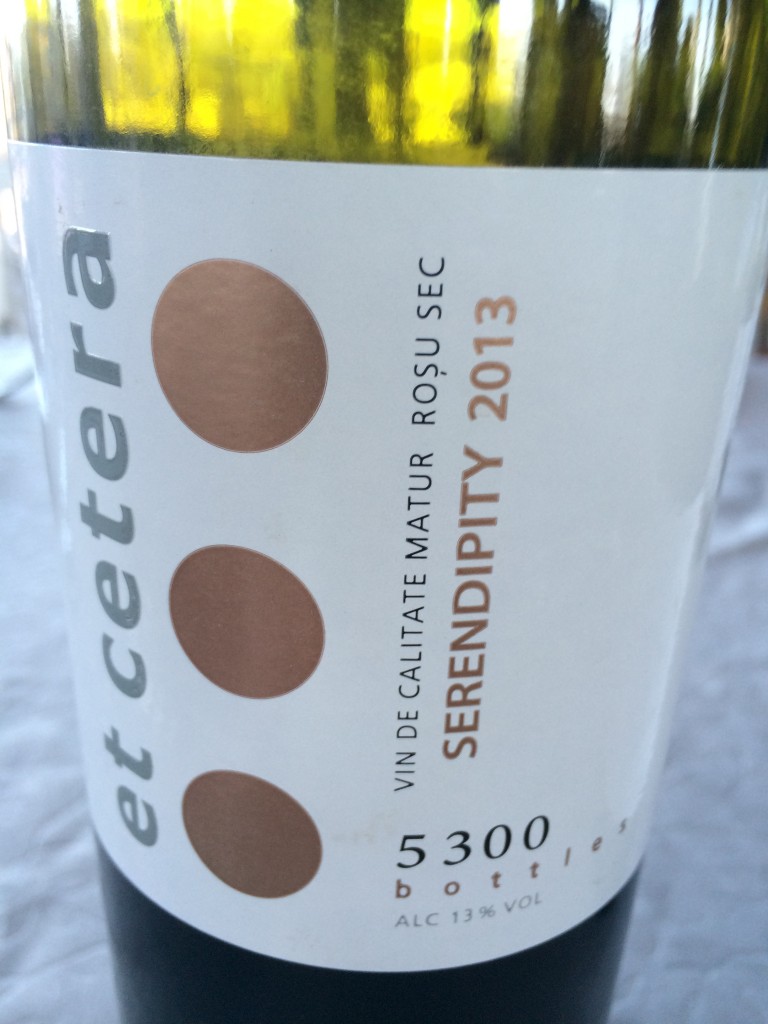 et cetera
VIN DE CALITATE MATUR ROȘU SEC
SERENDIPITY 2013
5300
bottles
ALC 13% VOL